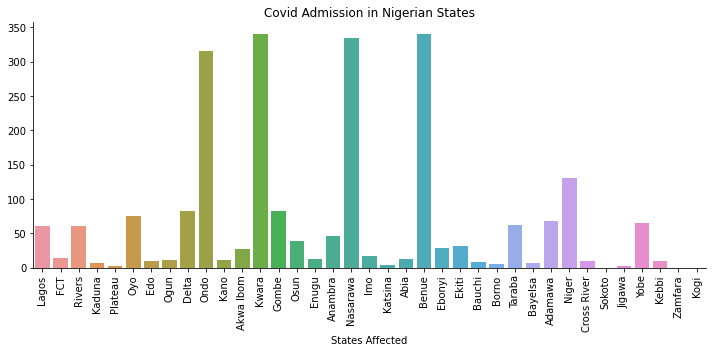 Covid Admission in Nigerian States
350
300
250
200
150
100
50
0
Lagos
FCT
Rivers
Kaduna
Plateau
Oyo
Edo
Ogun
Delta
Ondo
Kano
Akwa Ibom
Kwara
Gombe
Osun
Enugu
Anambra
Nasarawa
Imo
Katsina
Abia
Benue
Ebonyi
Ekiti
Bauchi
Borno
Taraba
Bayelsa
Adamawa
Niger
Cross River
Sokoto
Jigawa
Yobe
Kebbi
Zamfara
Kogi
States Affected